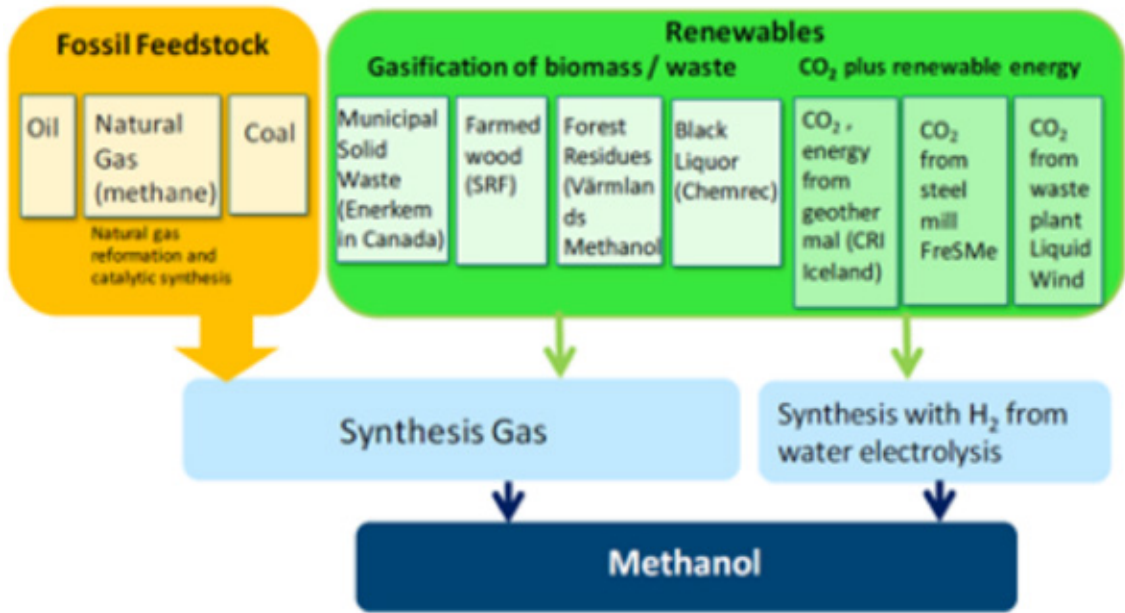 Fossil Feedstock
Oil
Natural
Gas
(methane)
Coal
Natural gas
reformation and
catalytic synthesis
Renewables
Gasification of biomass / waste
CO₂ plus renewable energy
Municipal
Solid
Waste
(Enerkem
in Canada)
Farmed
wood
(SRF)
Forest
Residues
(Värmlan
ds
Methanol)
Black
Liquor
(Chemrec)
CO₂ ,
energy
from
geother
mal (CRI
Iceland)
CO₂
from
steel
mill
FreSMe
CO₂
from
waste
plant
Liquid
Wind
Synthesis Gas
Synthesis with H₂ from
water electrolysis
Methanol